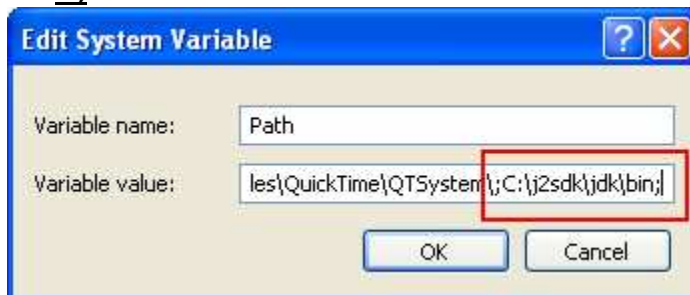 Edit System Variable
Variable name: Path
Variable value: les\QuickTime\QTSystem\;C:\j2sdk\jdk\bin;
OK Cancel